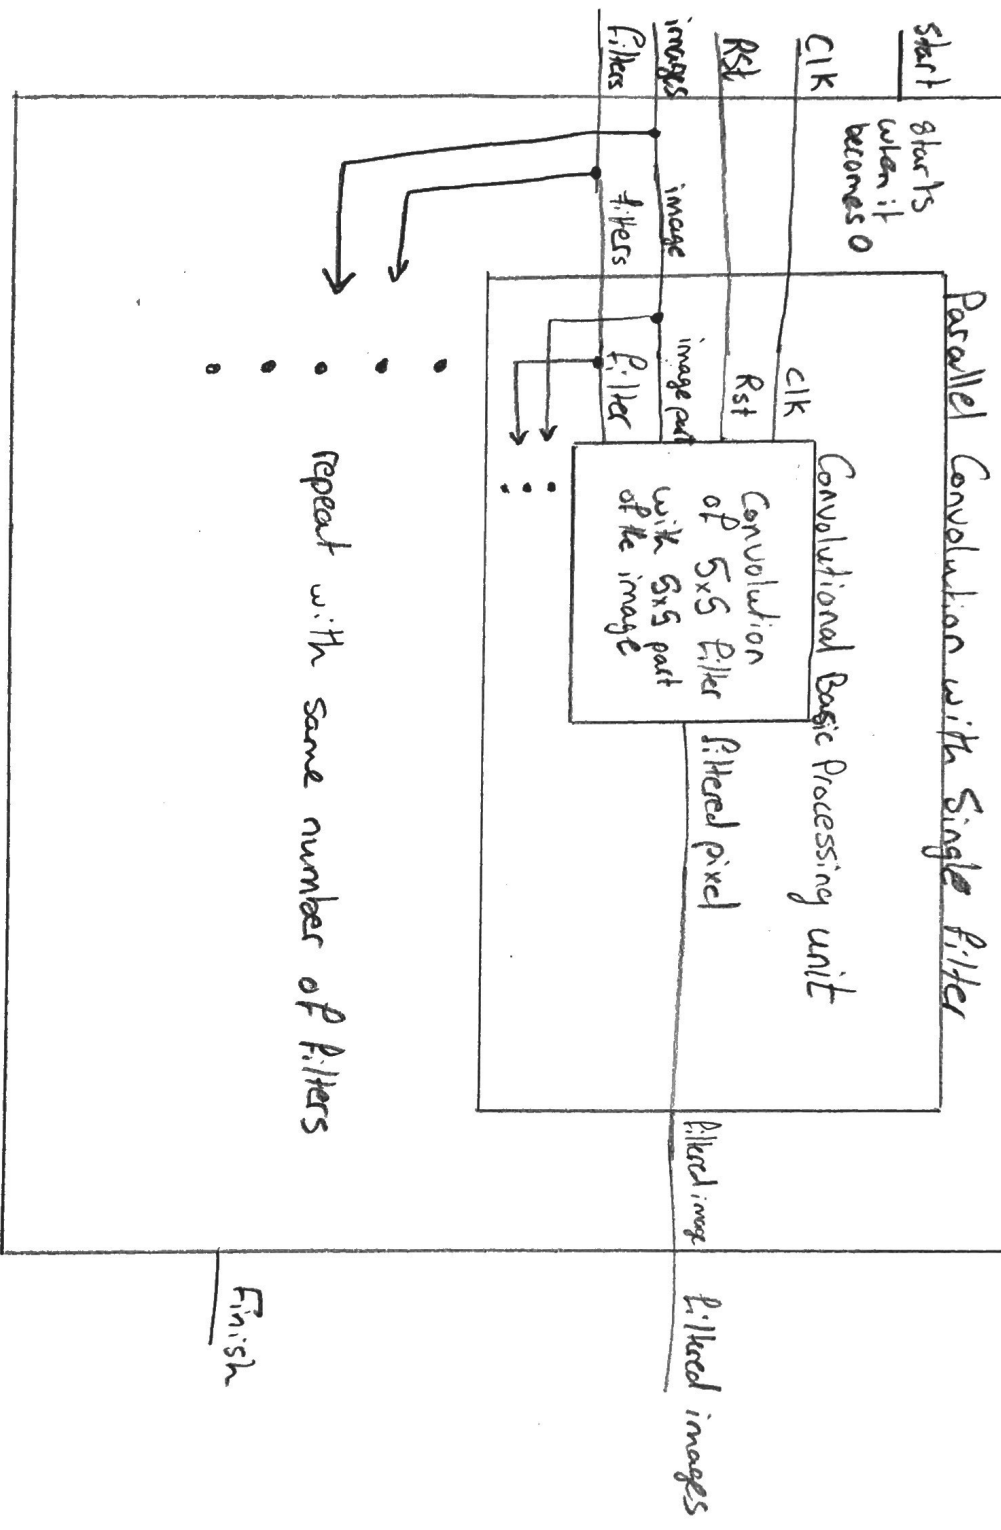 Start
starts
when it
becomes 0
Clk
Rst
images
filters
image
filters
Parallel Convolution with Single filter
Clk
Rst
image part
filter
Convolutional Basic Processing unit
Convolution
of 5x5 filter
with 5x5 part
of the image
filtered pixel
filtered image
filtered images
repeat with same number of filters
Finish